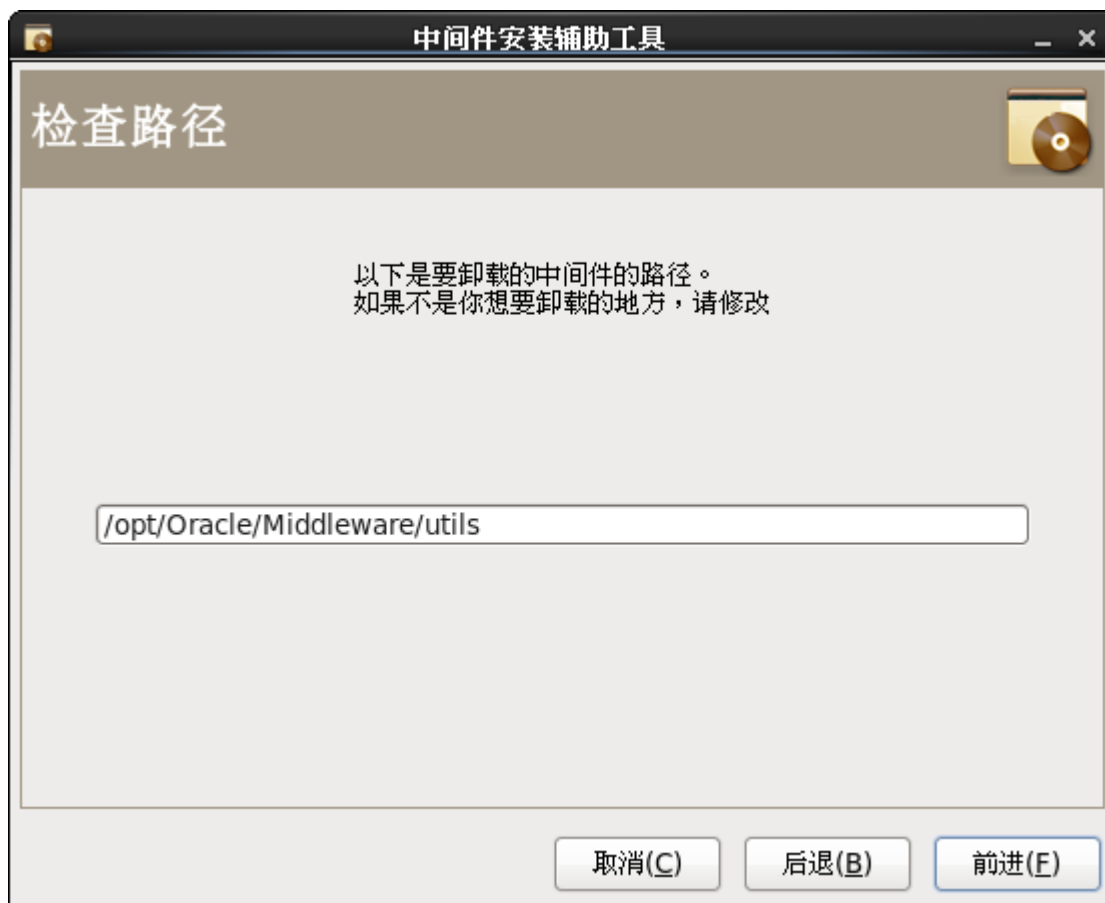 中间件安装辅助工具
检查路径
以下是要卸载的中间件的路径。
如果不是你想要卸载的地方，请修改
/opt/Oracle/Middleware/utils
取消(C)
后退(B)
前进(F)